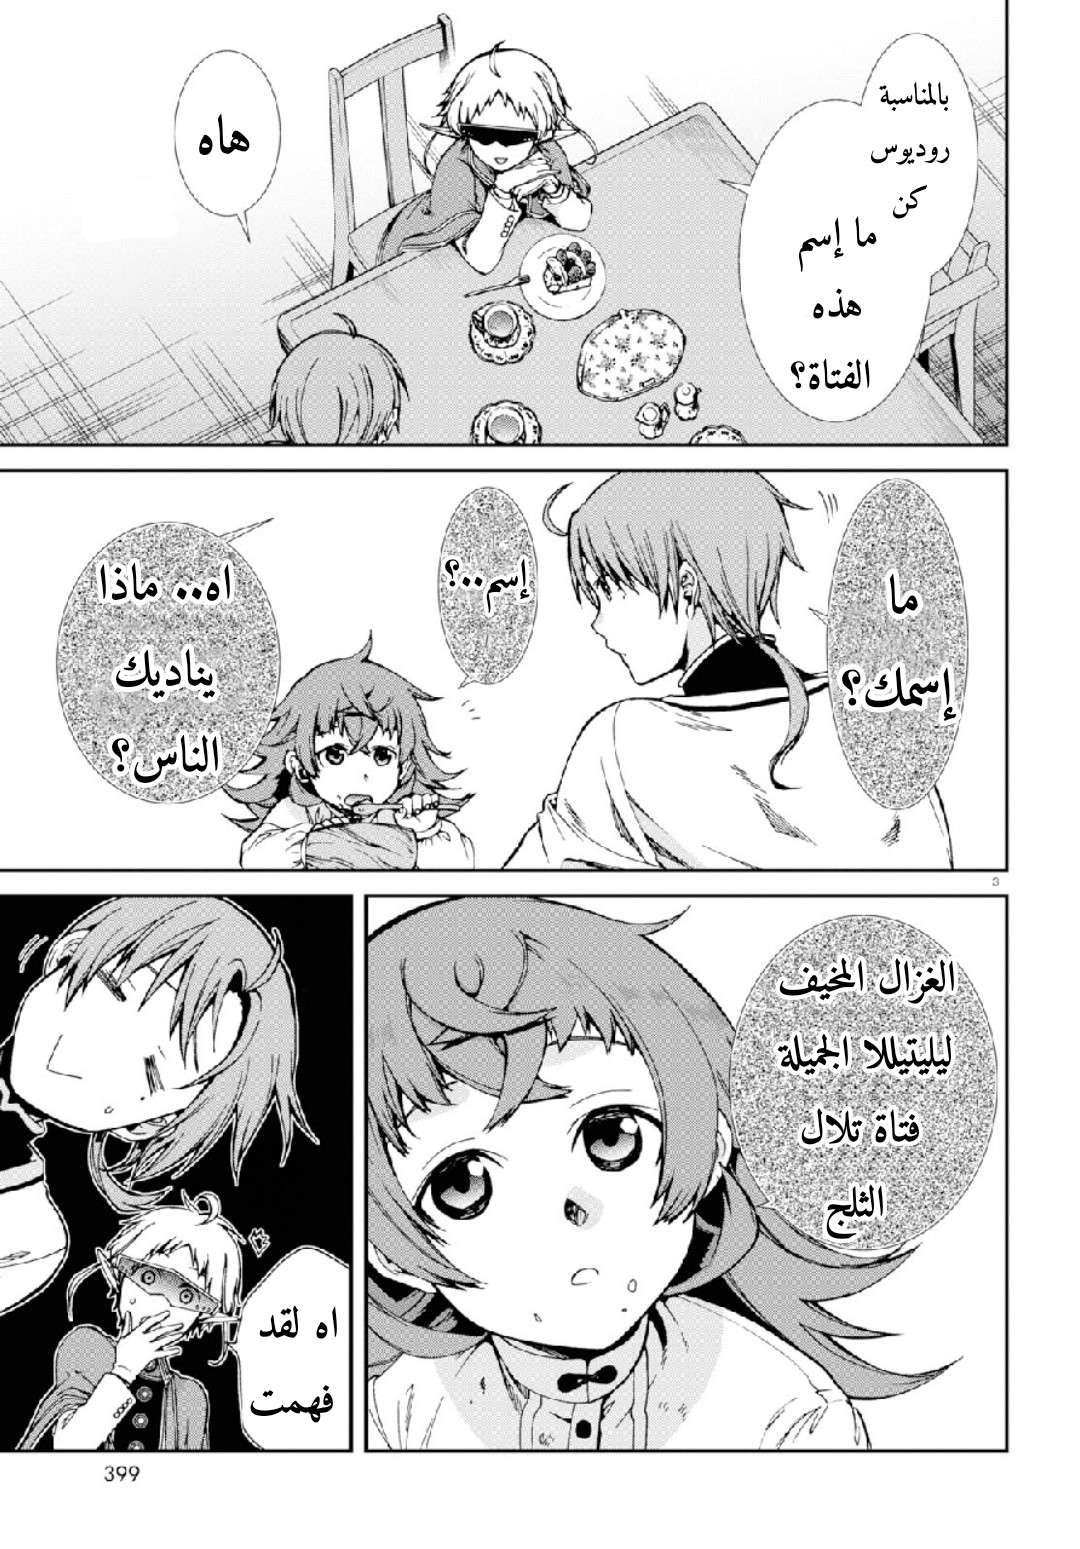 بالمناسبة
روديوس
كن
ما إسم
هذه
الفتاة؟
هاه
ما
إسمك؟
إسم..؟
اه.. ماذا
يناديك
الناس؟
3
الغزال المخيف
ليليتيللا الجميلة
فتاة تلال
الثلج
اه لقد
فهمت
399